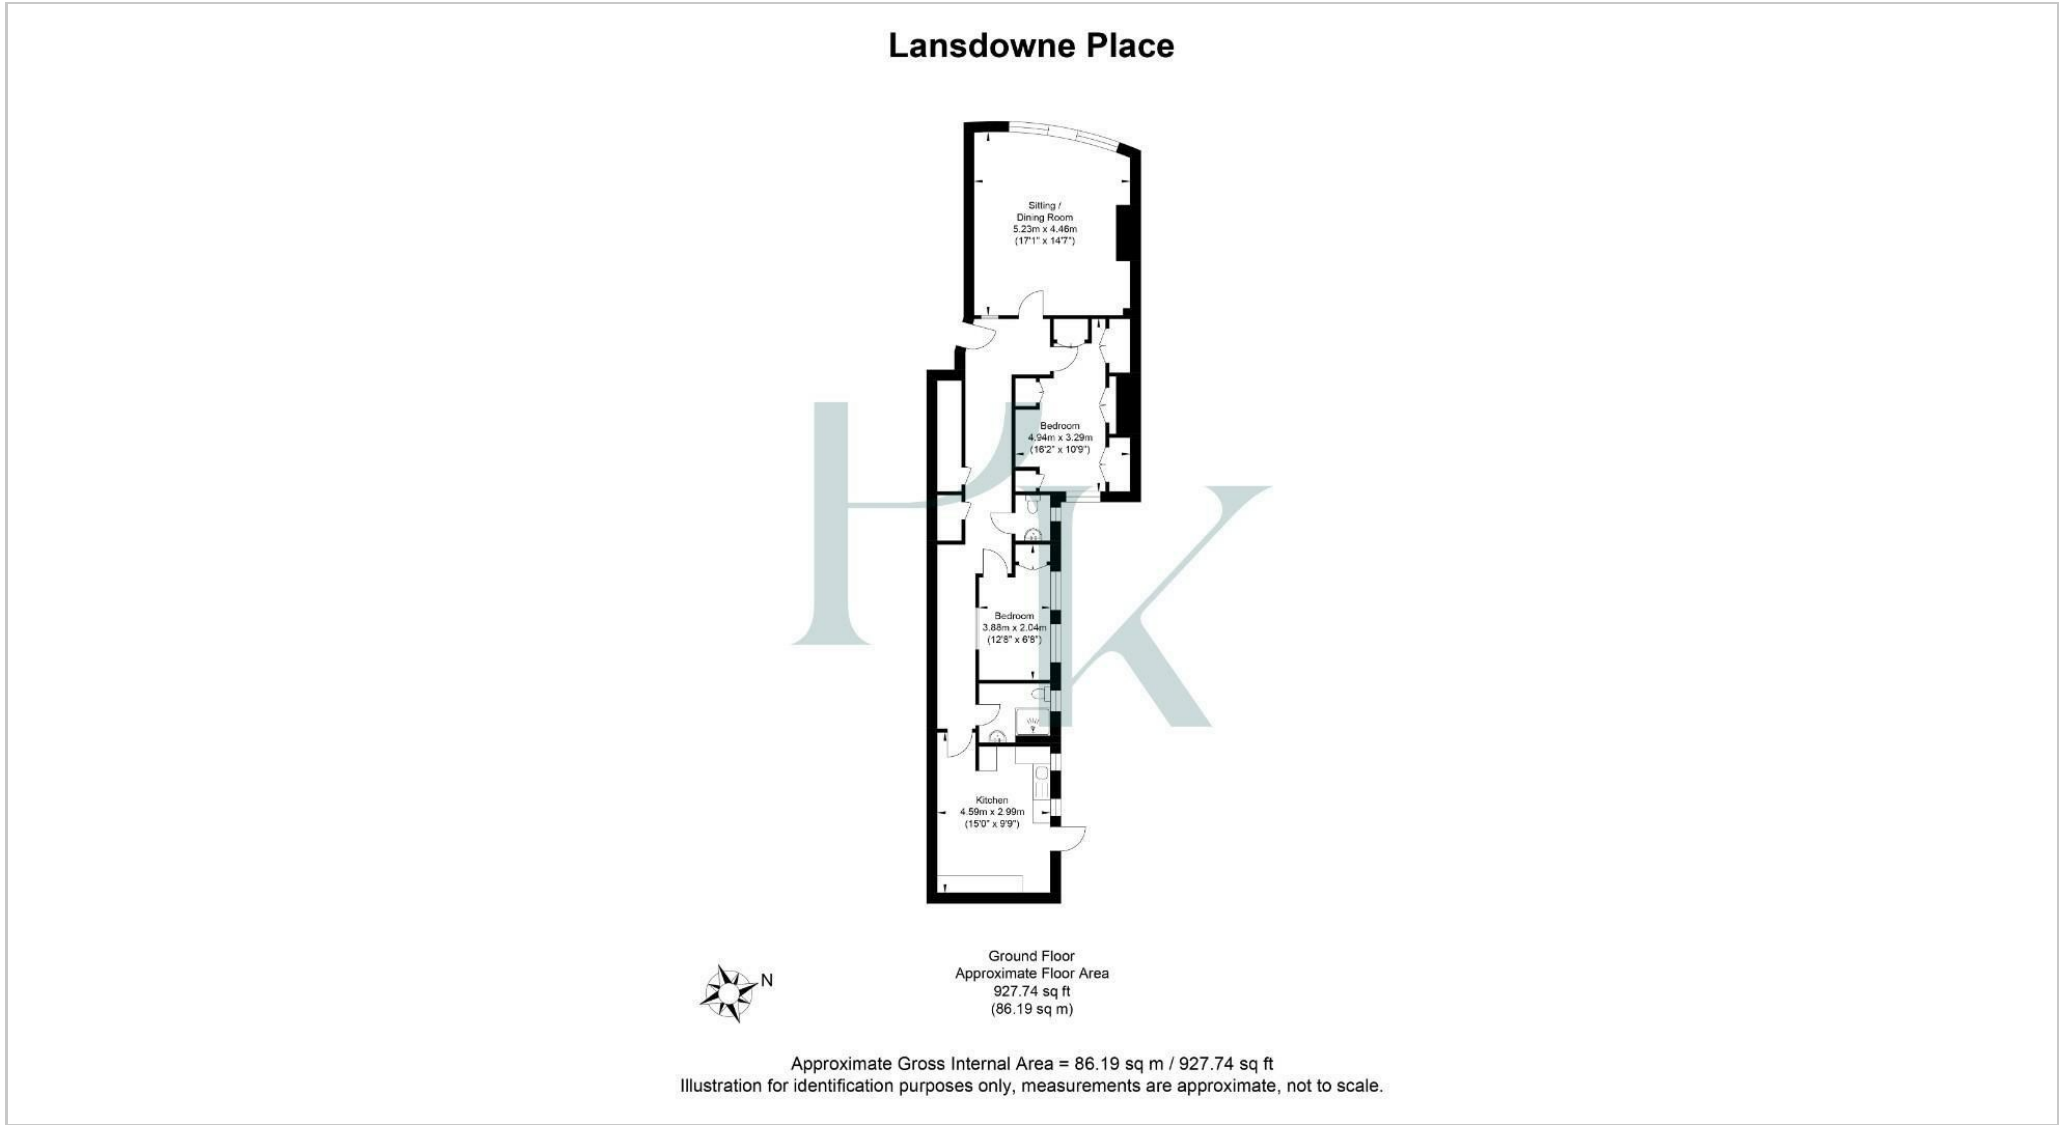 Lansdowne Place
Sitting /
Dining Room
5.23m x 4.46m
(17'1" x 14'7")
Bedroom
4.94m x 3.29m
(16'2" x 10'9")
Bedroom
3.88m x 2.04m
(12'8" x 6'8")
Kitchen
4.59m x 2.99m
(15'0" x 9'9")
PK
N
Ground Floor
Approximate Floor Area
927.74 sq ft
(86.19 sq m)
Approximate Gross Internal Area = 86.19 sq m / 927.74 sq ft
Illustration for identification purposes only, measurements are approximate, not to scale.